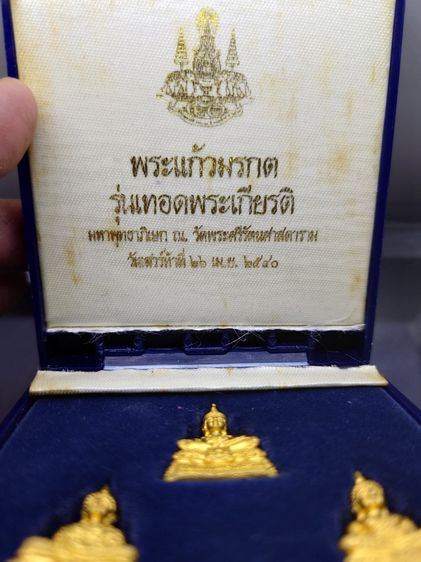 พระแก้วมรกต
รุ่นเทอดพระเกียรติ
มหาพุทธาภิเษก ณ. วัดพระศรีรัตนศาสดาราม
วันเสาร์ห้าที่ ๒๖ เม.ย. ๒๕๔๐